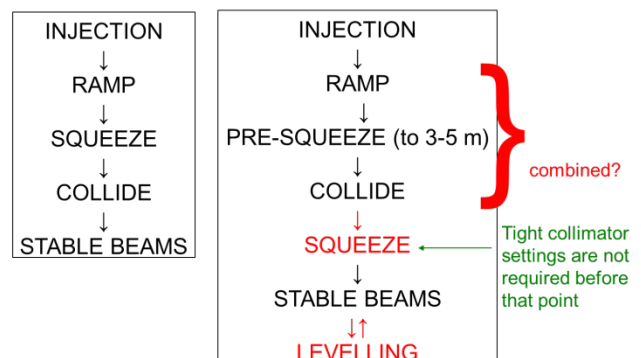 INJECTION
↓
RAMP
↓
SQUEEZE
↓
COLLIDE
↓
STABLE BEAMS
INJECTION
↓
RAMP
↓
PRE-SQUEEZE (to 3-5 m)
↓
COLLIDE
↓
SQUEEZE
↓
STABLE BEAMS
↓↑
LEVELLING
combined?
Tight collimator
settings are not
required before
that point